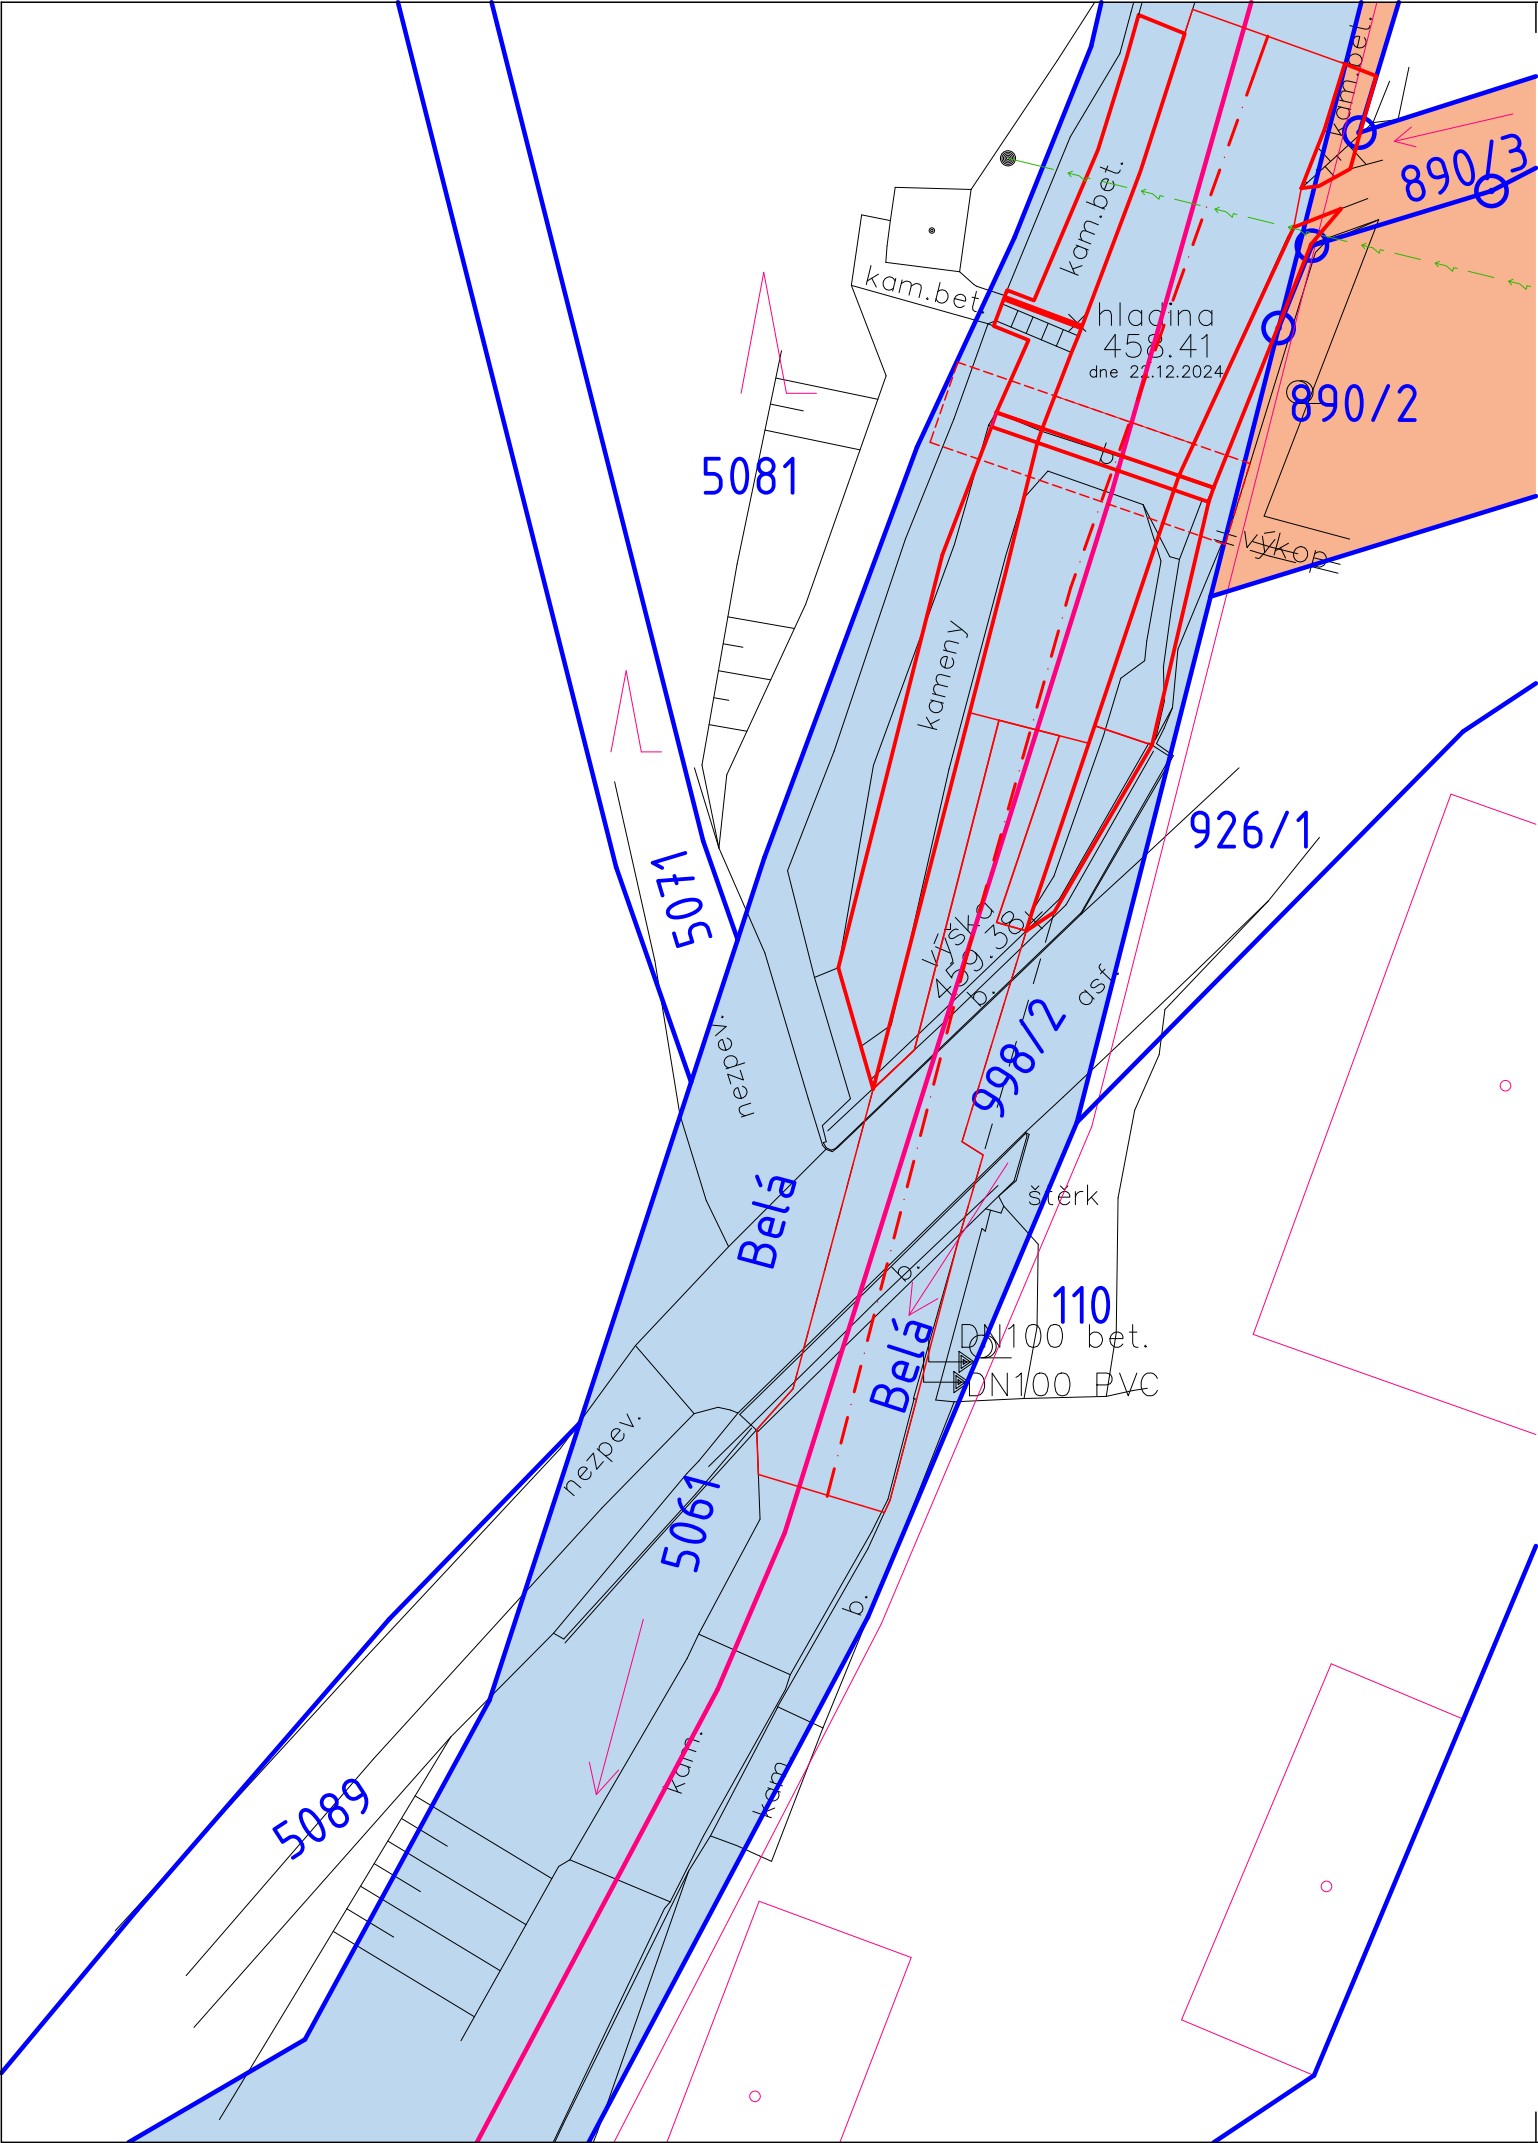 kam.bet.
890/3
kam.bet.
kam.bet.
hladina
458.41
dne 22.12.2024
890/2
5081
b.
výkop
kameny
926/1
5071
výška
459.38
b.
asf.
998/2
nezpev.
Belá
štěrk
b.
110
DN100 bet.
Belá
DN100 PVC
nezpev.
5061
b.
kam.
kam.
5089